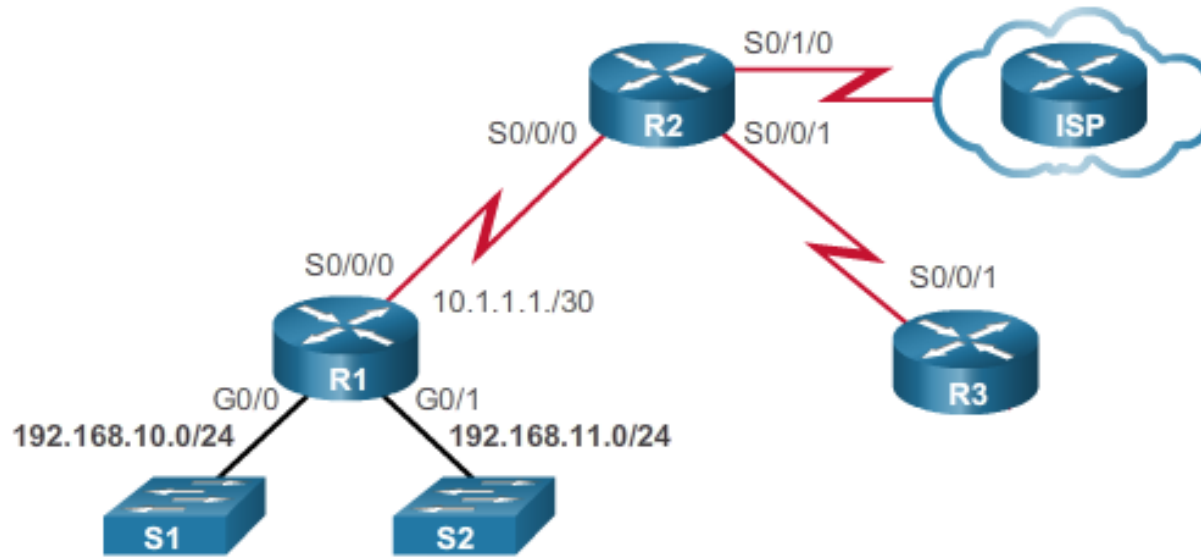 S0/1/0
R2
ISP
S0/0/0
S0/0/1
S0/0/0
S0/0/1
10.1.1.1./30
R1
R3
G0/0
G0/1
192.168.10.0/24
192.168.11.0/24
S1
S2